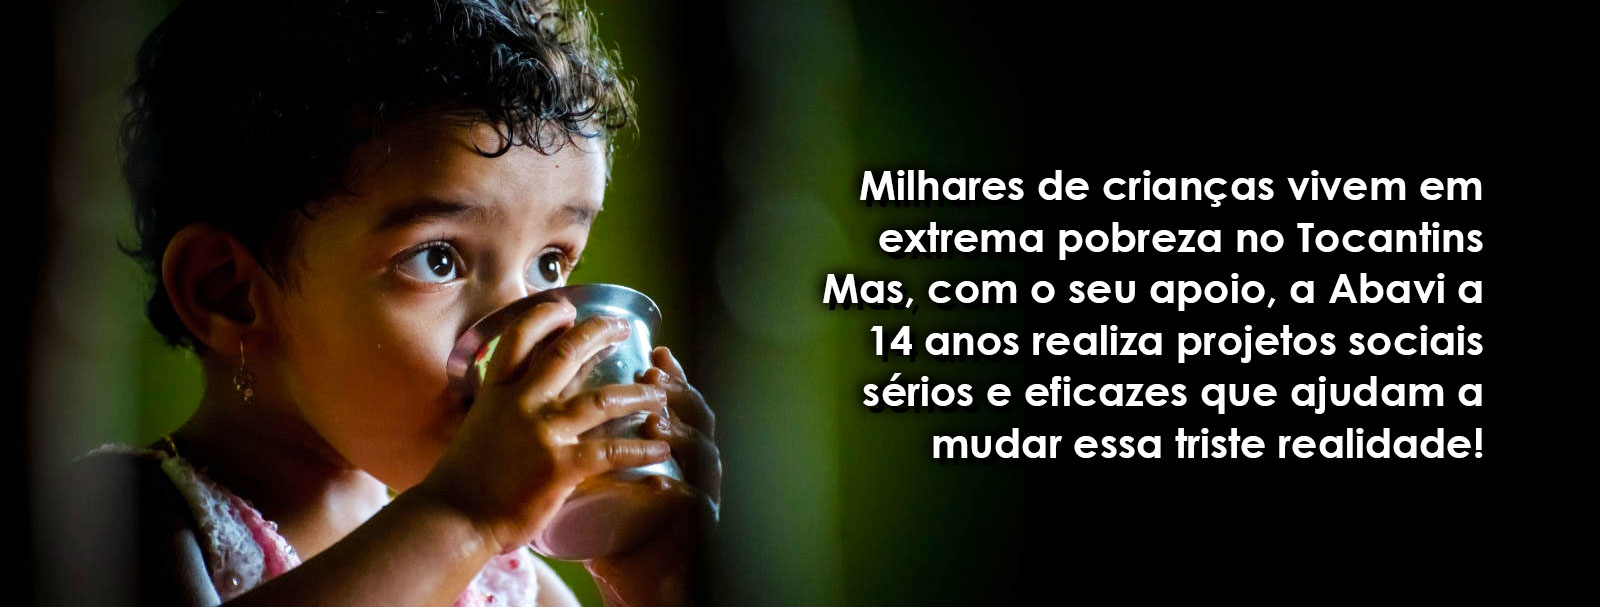 Milhares de crianças vivem em
extrema pobreza no Tocantins
Mas, com o seu apoio, a Abavi a
14 anos realiza projetos sociais
sérios e eficazes que ajudam a
mudar essa triste realidade!